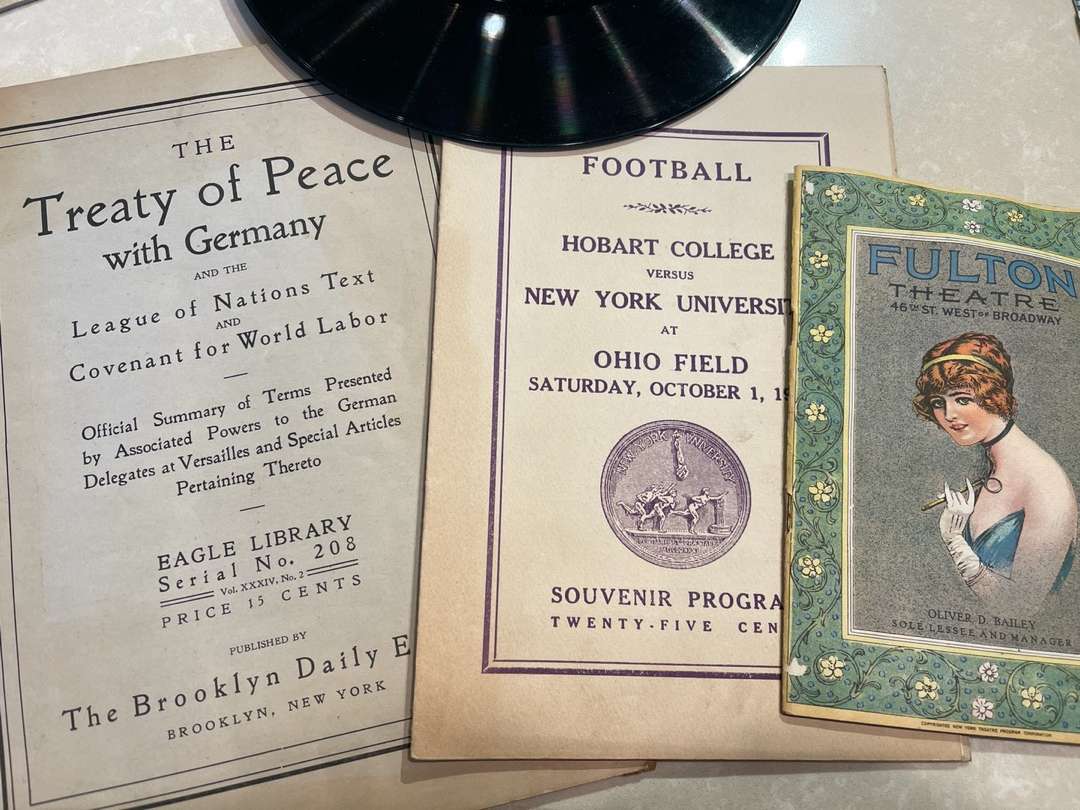 THE
Treaty of Peace
with Germany
AND THE
League of Nations Text
AND
Covenant for World Labor
Official Summary of Terms Presented
by Associated Powers to the German
Delegates at Versailles and Special Articles
Pertaining Thereto
EAGLE LIBRARY
Serial No. 208
Vol. XXXIV, No. 2
PRICE 15 CENTS
PUBLISHED BY
The Brooklyn Daily E
BROOKLYN, NEW YORK
FOOTBALL
HOBART COLLEGE
VERSUS
NEW YORK UNIVERSIT
AT
OHIO FIELD
SATURDAY, OCTOBER 1, 19
NEW YORK UNIVERSITY
SOUVENIR PROGRA
TWENTY-FIVE CEN
FULTON
THEATRE
46TH ST. WEST OF BROADWAY
OLIVER D. BAILEY
SOLE LESSEE AND MANAGER
COPYRIGHTED NEW YORK THEATRE PROGRAM CORPORATION